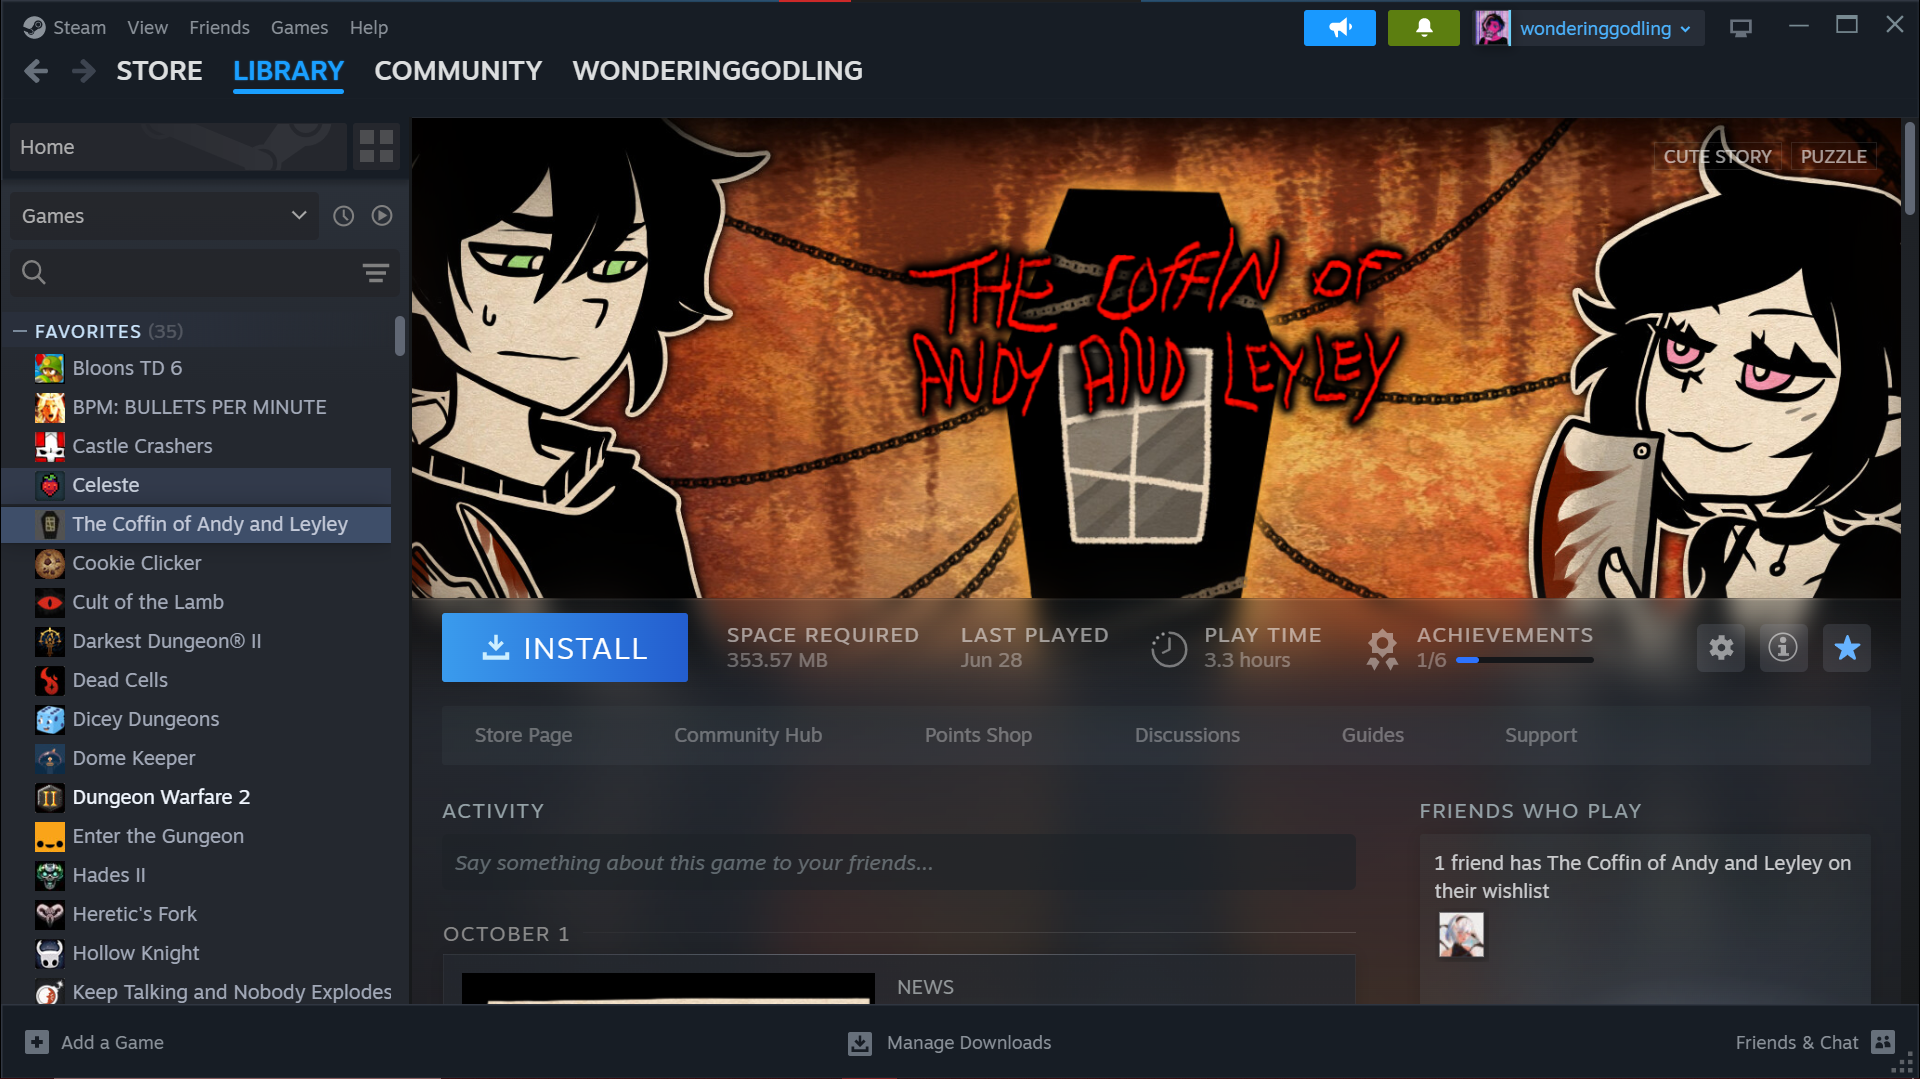 Steam View Friends Games Help
wonderinggodling
STORE LIBRARY COMMUNITY WONDERINGGODLING
Home
Games
FAVORITES (35)
Bloons TD 6
BPM: BULLETS PER MINUTE
Castle Crashers
Celeste
The Coffin of Andy and Leyley
Cookie Clicker
Cult of the Lamb
Darkest Dungeon® II
Dead Cells
Dicey Dungeons
Dome Keeper
Dungeon Warfare 2
Enter the Gungeon
Hades II
Heretic's Fork
Hollow Knight
Keep Talking and Nobody Explodes
CUTE STORY PUZZLE
THE COFFIN OF
ANDY AND LEYLEY
INSTALL
SPACE REQUIRED
353.57 MB
LAST PLAYED
Jun 28
PLAY TIME
3.3 hours
ACHIEVEMENTS
1/6
Store Page Community Hub Points Shop Discussions Guides Support
ACTIVITY
Say something about this game to your friends...
OCTOBER 1
NEWS
FRIENDS WHO PLAY
1 friend has The Coffin of Andy and Leyley on
their wishlist
Add a Game
Manage Downloads
Friends & Chat